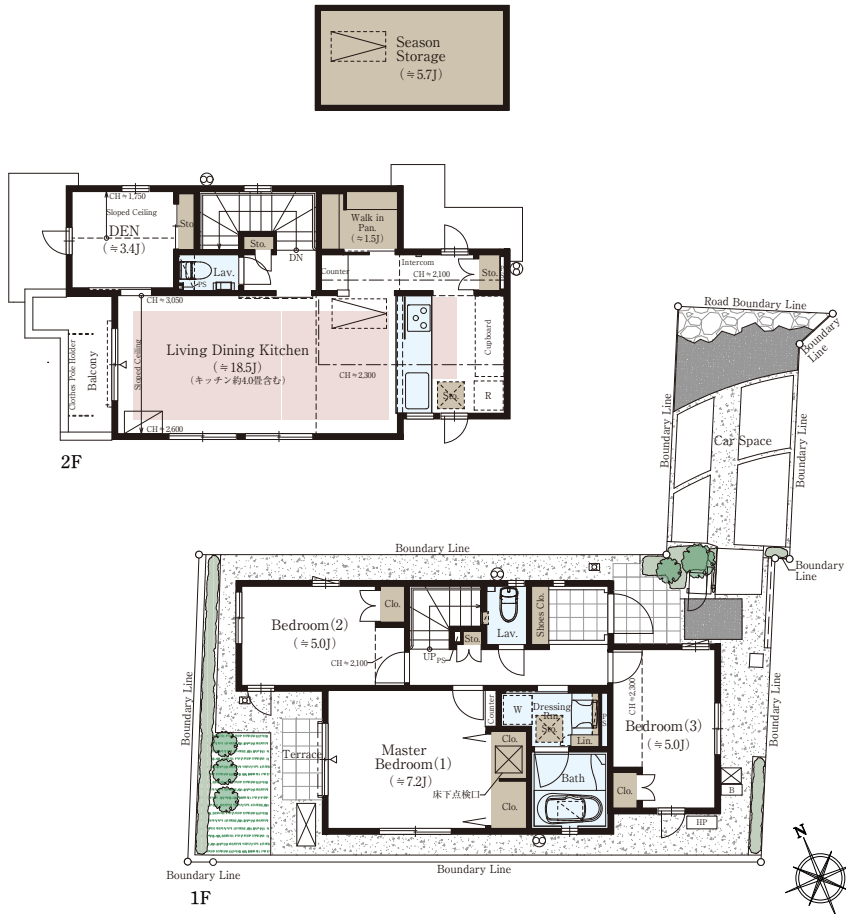 Season
Storage
(≒5.7J)
CH≒1,750
Sloped Ceiling
DEN
(≒3.4J)
Sto.
Sto.
DN
Walk in
Pan.
(≒1.5J)
Lav.
PS
Counter
Intercom
CH≒2,100
Sto.
CH≒3,050
Sloped Ceiling
Living Dining Kitchen
(≒18.5J)
(キッチン約4.0畳含む)
CH≒2,300
Cupboard
Sto.
R
Clothes Pole Holder
Balcony
CH≒2,600
2F
Road Boundary Line
Boundary
Line
Boundary Line
Car Space
Boundary Line
Boundary
Line
Boundary Line
Bedroom(2)
(≒5.0J)
Clo.
CH≒2,100
UP
PS
Sto.
Lav.
Shoes Clo.
Boundary Line
Terrace
Master
Bedroom(1)
(≒7.2J)
Counter
W
Dressing
Rm.
Sto.
Lin.
PS
Clo.
床下点検口
Clo.
Bath
CH≒2,300
Bedroom(3)
(≒5.0J)
Clo.
B
HP
Boundary Line
Boundary Line
Boundary Line
1F
N